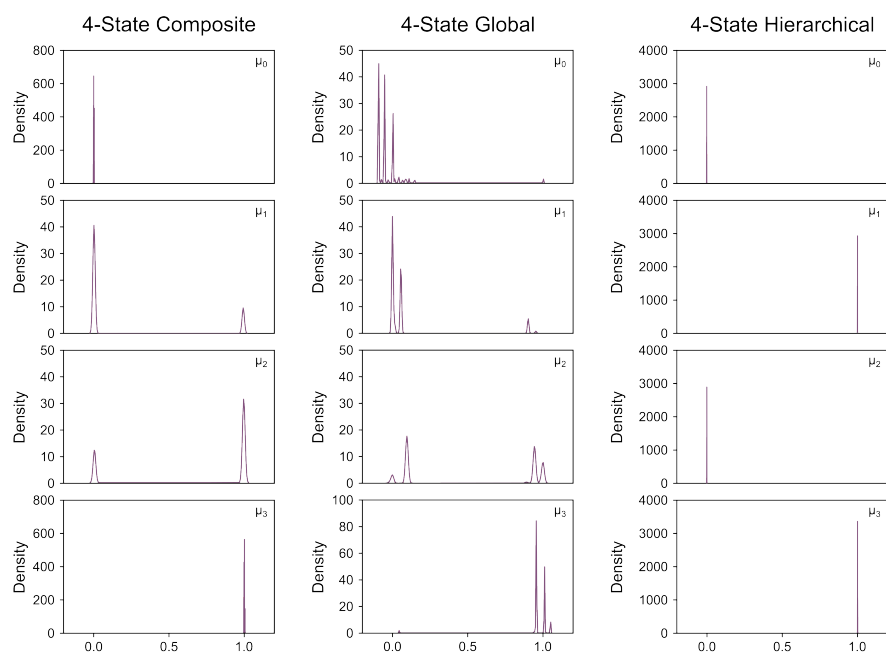 4-State Composite
4-State Global
4-State Hierarchical
800
600
400
200
0
Density
μ0
50
40
30
20
10
0
Density
μ0
4000
3000
2000
1000
0
Density
μ0
50
40
30
20
10
0
Density
μ1
50
40
30
20
10
0
Density
μ1
4000
3000
2000
1000
0
Density
μ1
50
40
30
20
10
0
Density
μ2
50
40
30
20
10
0
Density
μ2
4000
3000
2000
1000
0
Density
μ2
800
600
400
200
0
Density
μ3
0.0 0.5 1.0
100
80
60
40
20
0
Density
μ3
0.0 0.5 1.0
4000
3000
2000
1000
0
Density
μ3
0.0 0.5 1.0